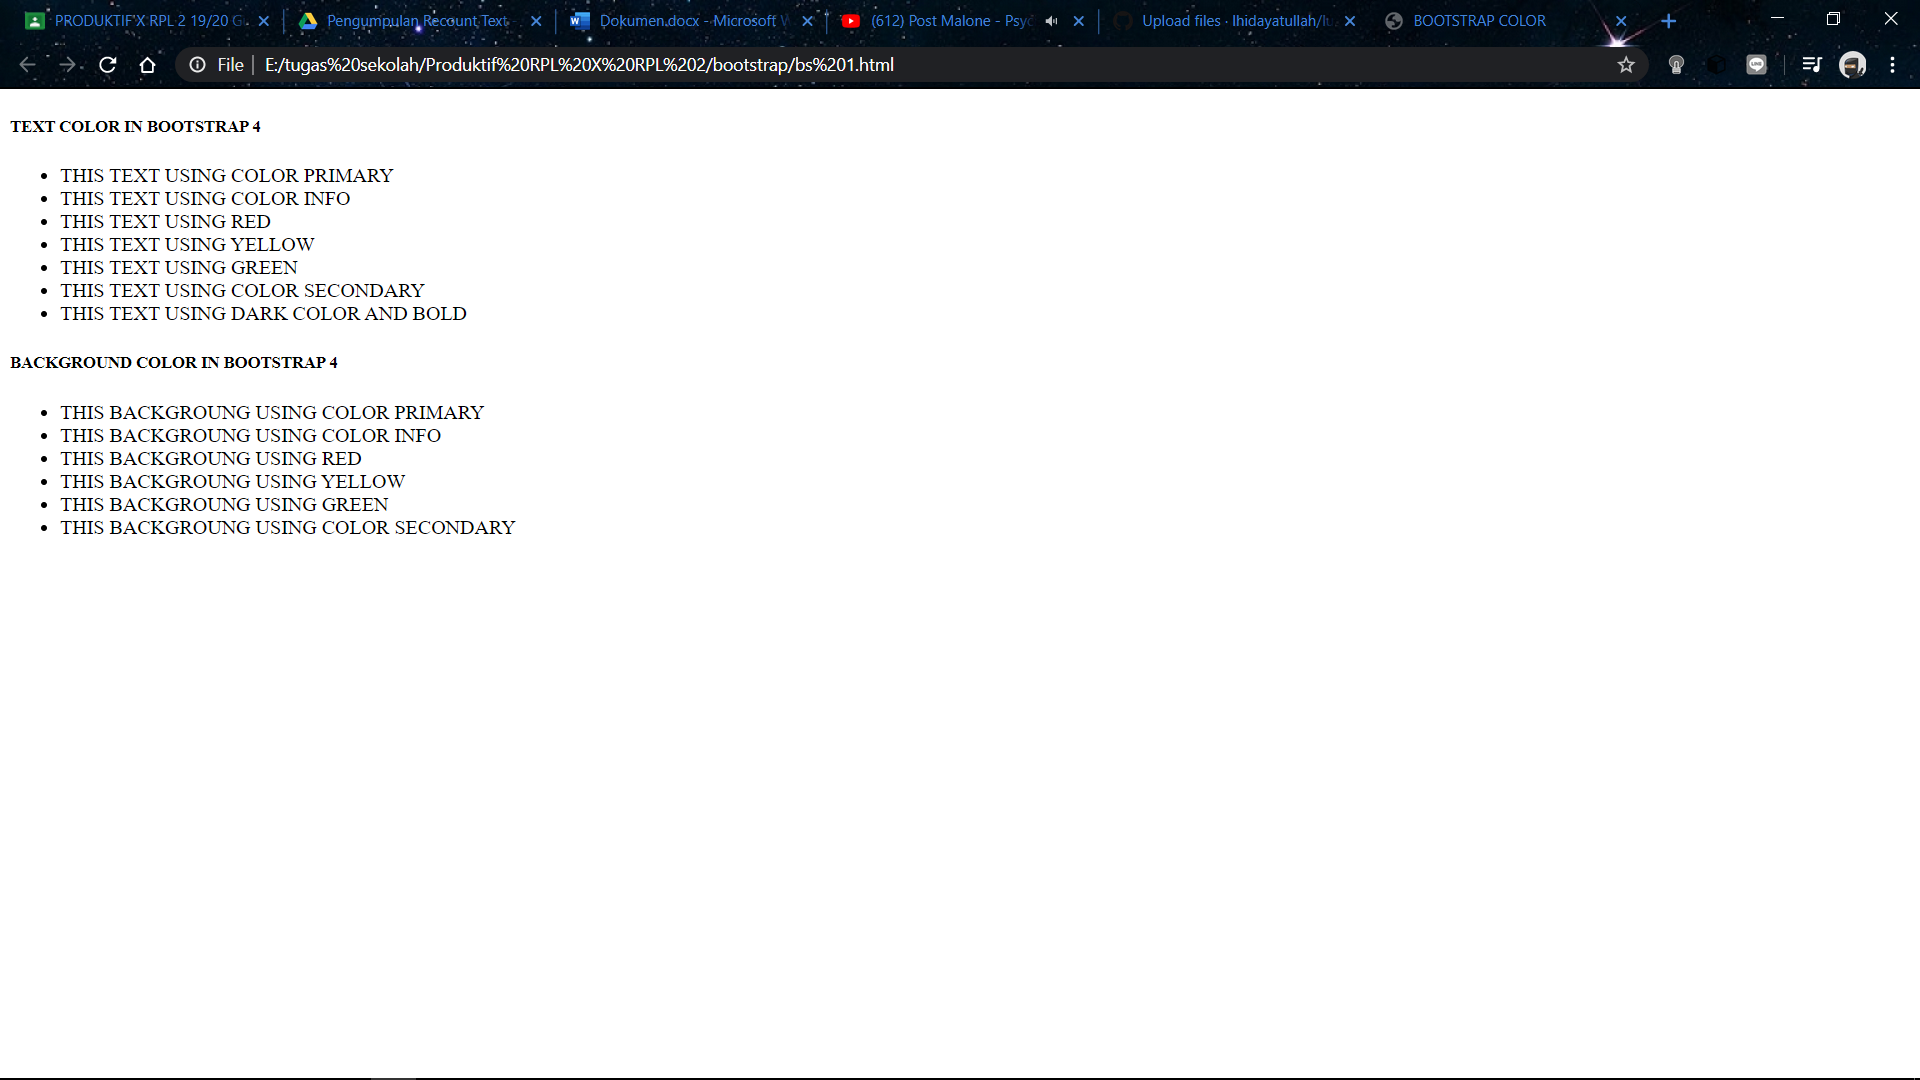 PRODUKTIF X RPL 2 19/20 G
Pengumpulan Recount Text
Dokumen.docx - Microsoft W
(612) Post Malone - Psyc
Upload files · lhidayatullah/lu
BOOTSTRAP COLOR
File
E:/tugas%20sekolah/Produktif%20RPL%20X%20RPL%202/bootstrap/bs%201.html
TEXT COLOR IN BOOTSTRAP 4
• THIS TEXT USING COLOR PRIMARY
• THIS TEXT USING COLOR INFO
• THIS TEXT USING RED
• THIS TEXT USING YELLOW
• THIS TEXT USING GREEN
• THIS TEXT USING COLOR SECONDARY
• THIS TEXT USING DARK COLOR AND BOLD
BACKGROUND COLOR IN BOOTSTRAP 4
• THIS BACKGROUNG USING COLOR PRIMARY
• THIS BACKGROUNG USING COLOR INFO
• THIS BACKGROUNG USING RED
• THIS BACKGROUNG USING YELLOW
• THIS BACKGROUNG USING GREEN
• THIS BACKGROUNG USING COLOR SECONDARY